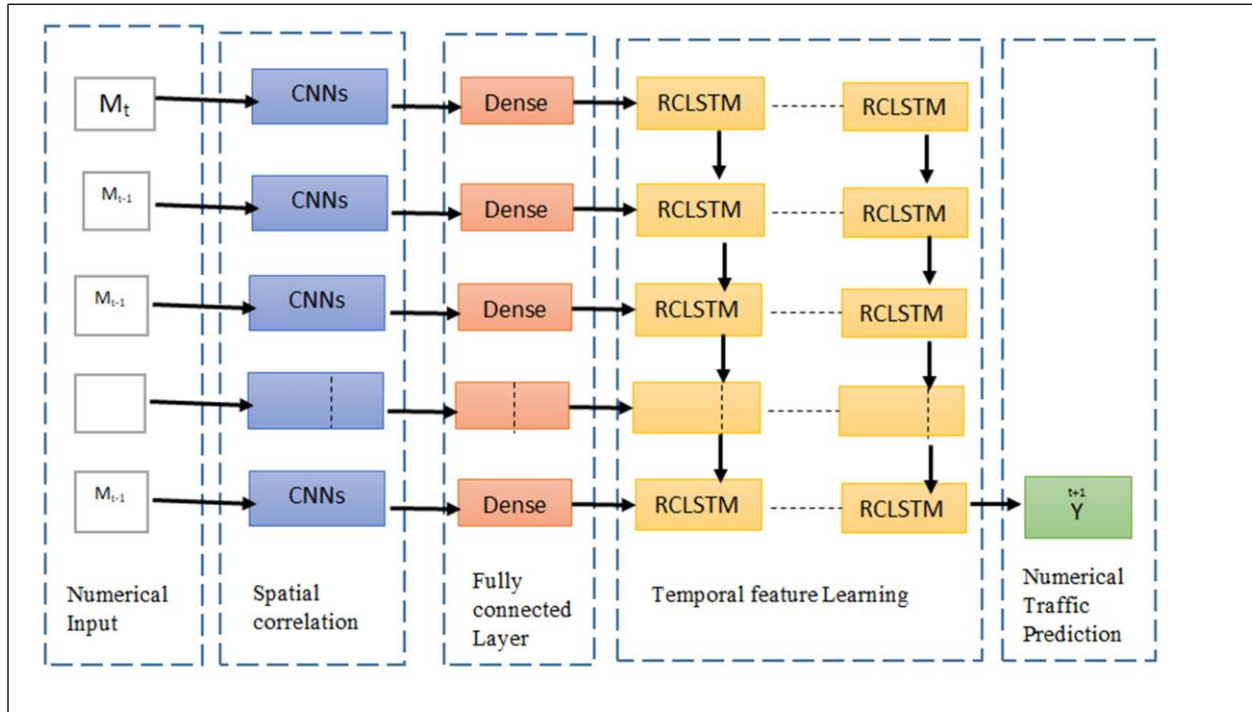 Mt CNNs Dense RCLSTM RCLSTM
Mt-1 CNNs Dense RCLSTM RCLSTM
Mt-1 CNNs Dense RCLSTM RCLSTM
Mt-1 CNNs Dense RCLSTM RCLSTM
t+1
Y
Numerical
Input
Spatial
correlation
Fully
connected
Layer
Temporal feature Learning
Numerical
Traffic
Prediction